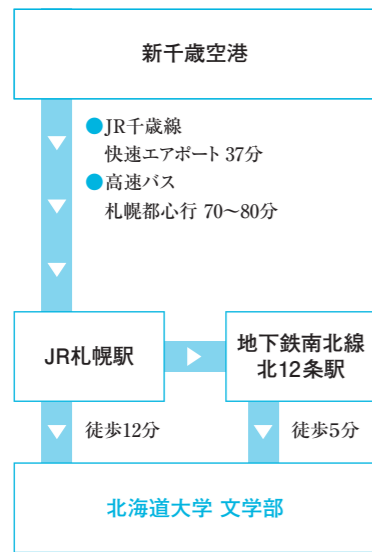 新千歳空港
●JR千歳線
快速エアポート 37分
●高速バス
札幌都心行 70〜80分
JR札幌駅
地下鉄南北線
北12条駅
徒歩12分
徒歩5分
北海道大学 文学部